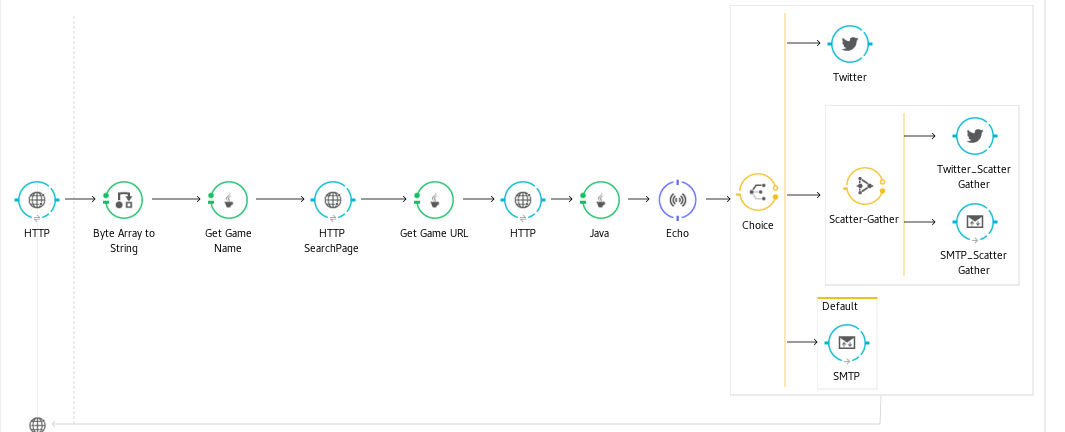 HTTP
Byte Array to
String
Get Game
Name
HTTP
SearchPage
Get Game URL
HTTP
Java
Echo
Choice
Twitter
Scatter-Gather
Twitter_Scatter
Gather
SMTP_Scatter
Gather
Default
SMTP